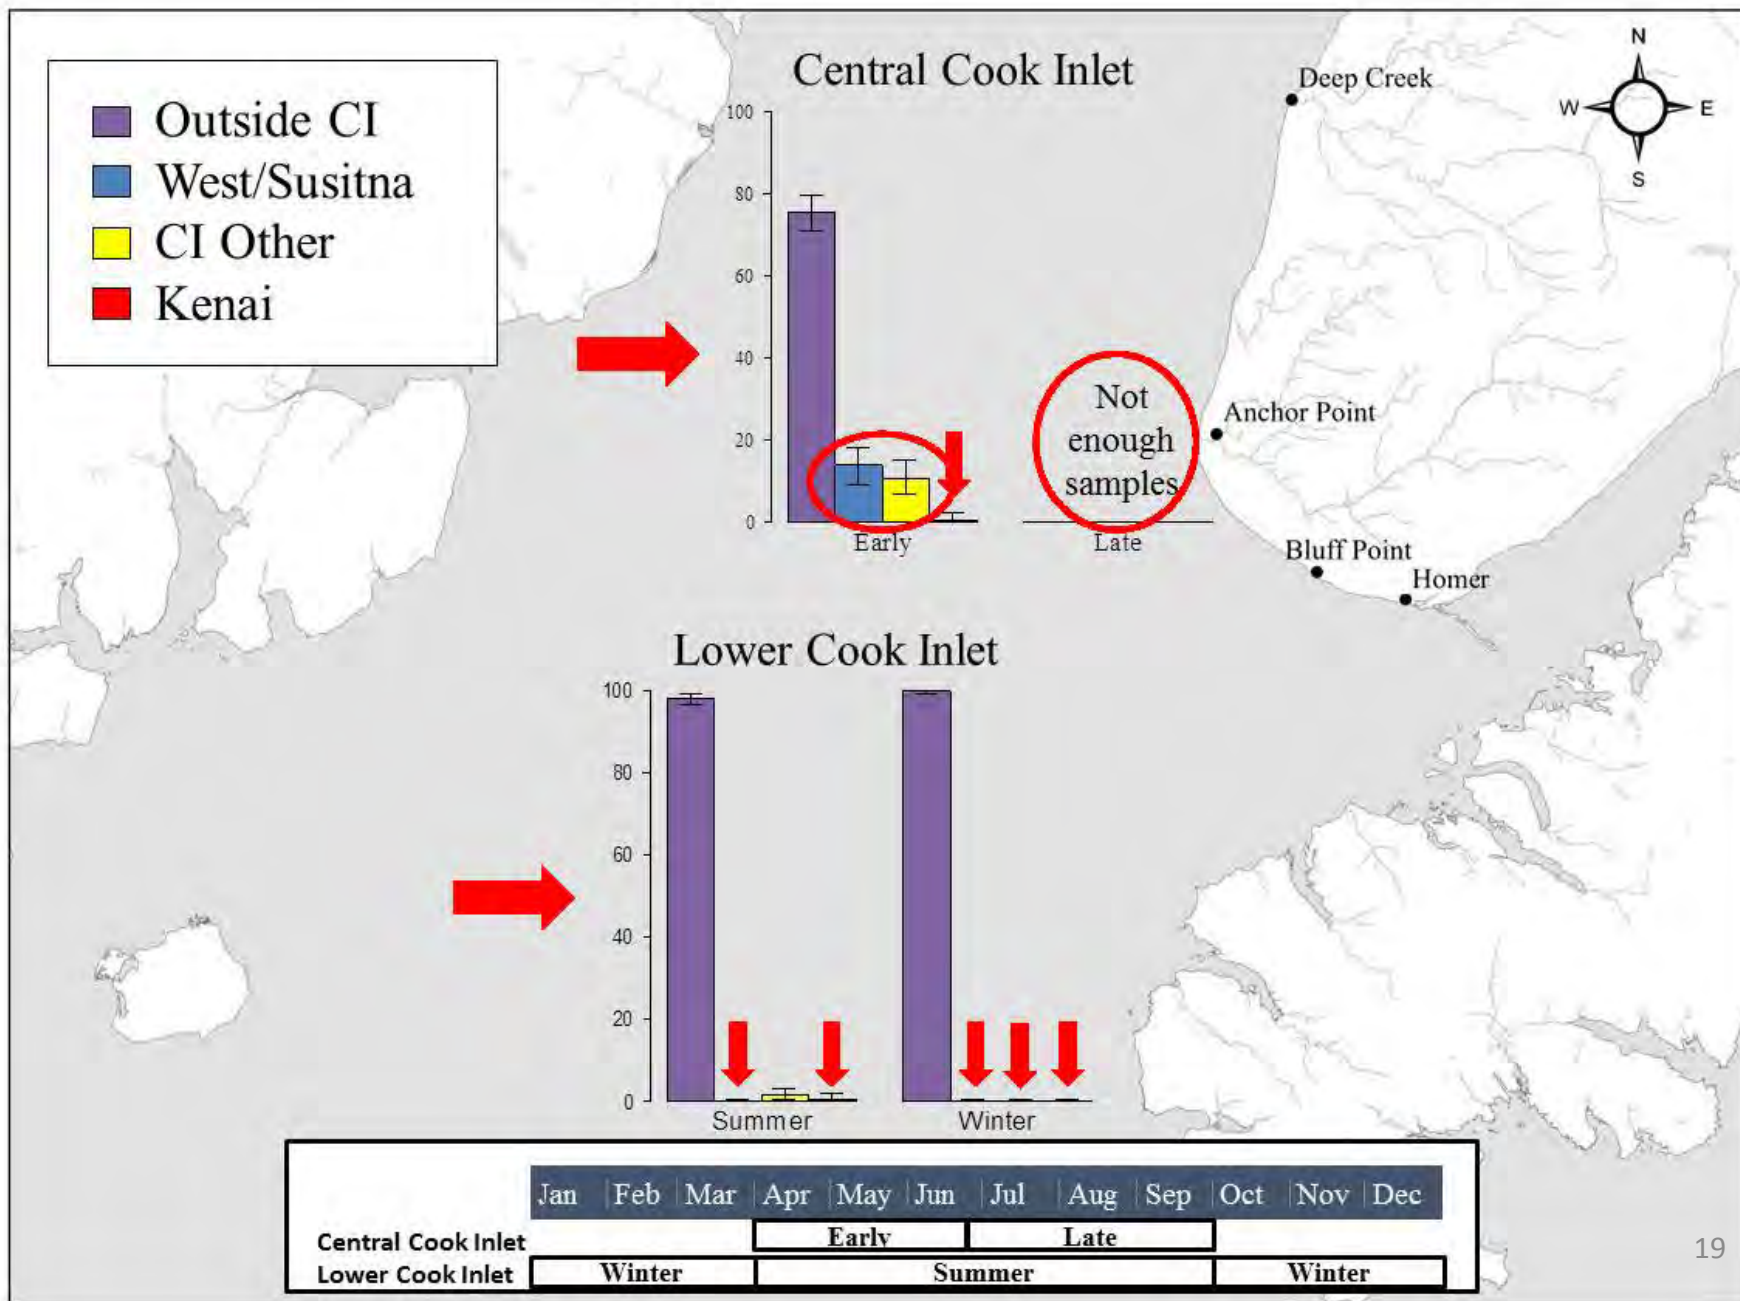 Outside CI
West/Susitna
CI Other
Kenai
Central Cook Inlet
100
80
60
40
20
0
Early
Late
Not
enough
samples
N
W
E
S
Deep Creek
Anchor Point
Bluff Point
Homer
Lower Cook Inlet
100
80
60
40
20
0
Summer
Winter
Jan Feb Mar Apr May Jun Jul Aug Sep Oct Nov Dec
Central Cook Inlet Early Late
Lower Cook Inlet Winter Summer Winter
19